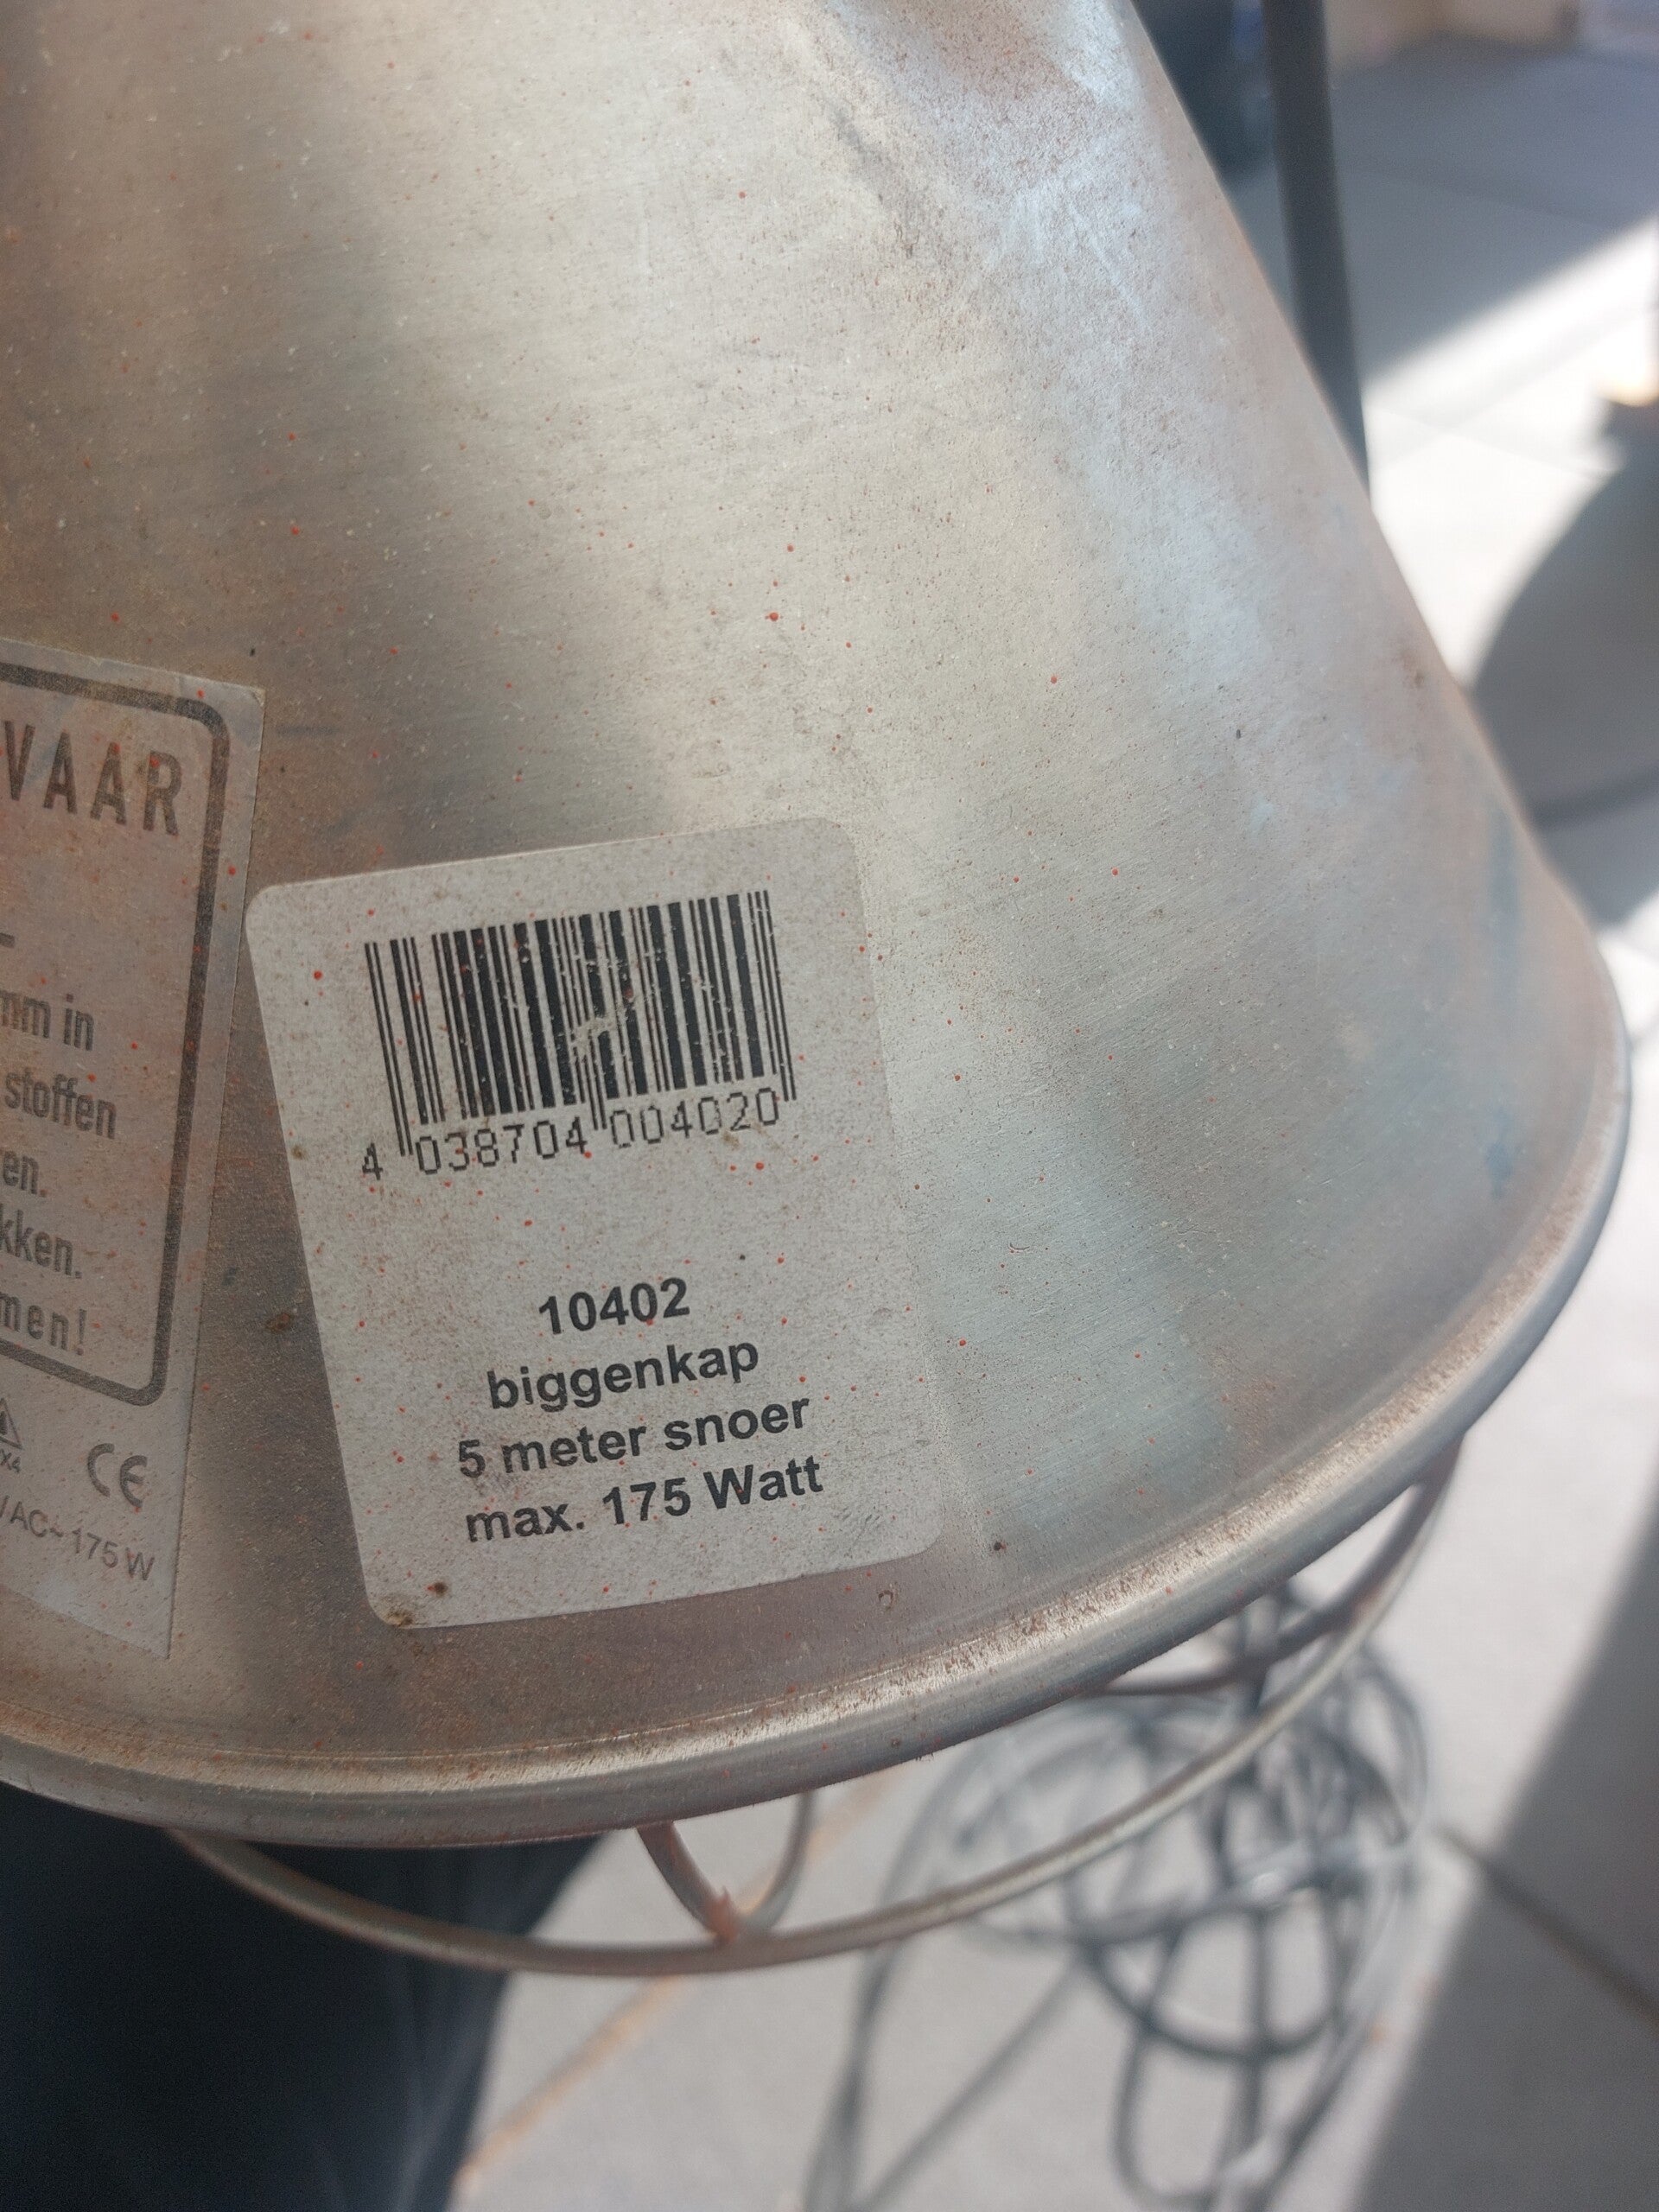 VAAR
mm in
stoffen
en.
kken.
men!
CE
AC~175W
4 038704 004020
10402
biggenkap
5 meter snoer
max. 175 Watt